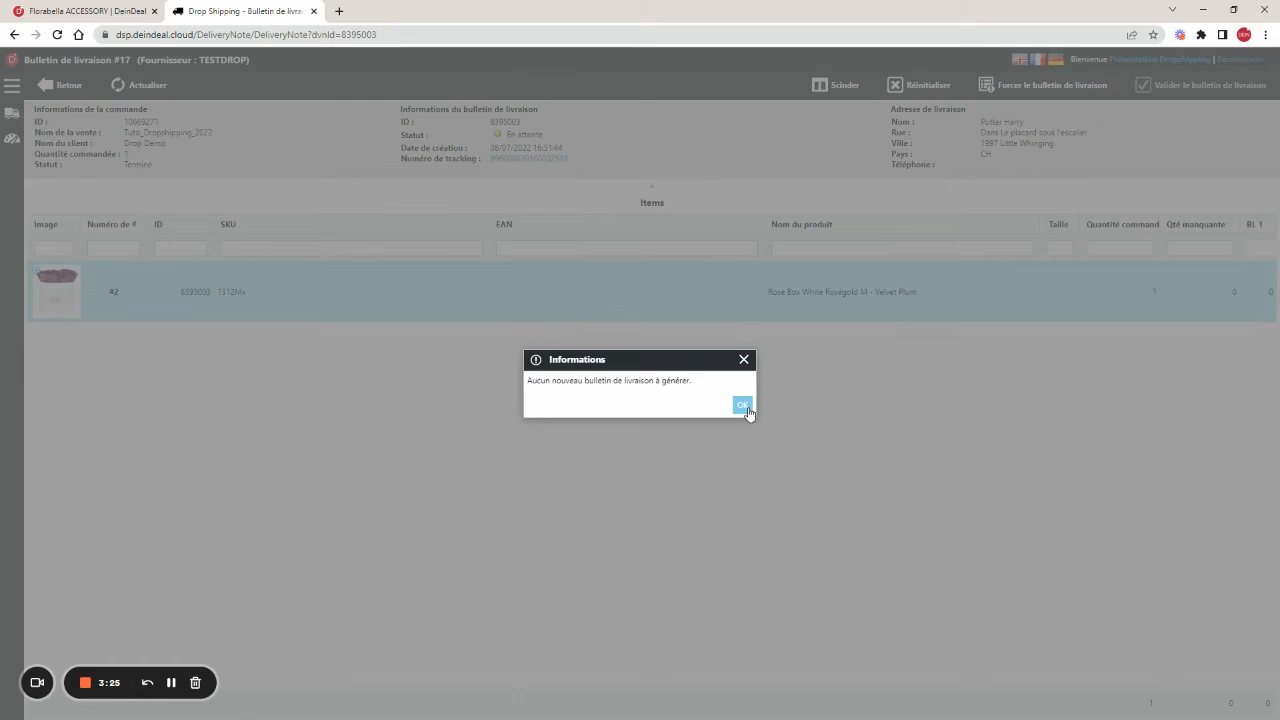 Florabella ACCESSORY | DeinDeal
Drop Shipping - Bulletin de livrai
dsp.deindeal.cloud/DeliveryNote/DeliveryNote?dvnId=8395003
Bulletin de livraison #17 (Fournisseur : TESTDROP)
Bienvenue Présentation Dropshipping | Déconnexion
Retour
Actualiser
Scinder
Réinitialiser
Forcer le bulletin de livraison
Valider le bulletin de livraison
Informations de la commande
ID : 10669271
Nom de la vente : Tuto_Dropshipping_2022
Nom du client : Drop Demo
Quantité commandée : 1
Statut : Terminé
Informations du bulletin de livraison
ID : 8395003
Statut : En attente
Date de création : 08/07/2022 16:51:44
Numéro de tracking :
Adresse de livraison
Nom : Potter Harry
Rue : Dans Le placard sous l'escalier
Ville : 1997 Little Whinging
Pays : CH
Téléphone :
Items
Image Numéro de # ID SKU EAN Nom du produit Taille Quantité command Qté manquante BL 1
#2 8395003 1312Mx Rose Box White Roségold M - Velvet Plum 1 0 0
Informations
Aucun nouveau bulletin de livraison à générer.
OK
3:25
1 0 0